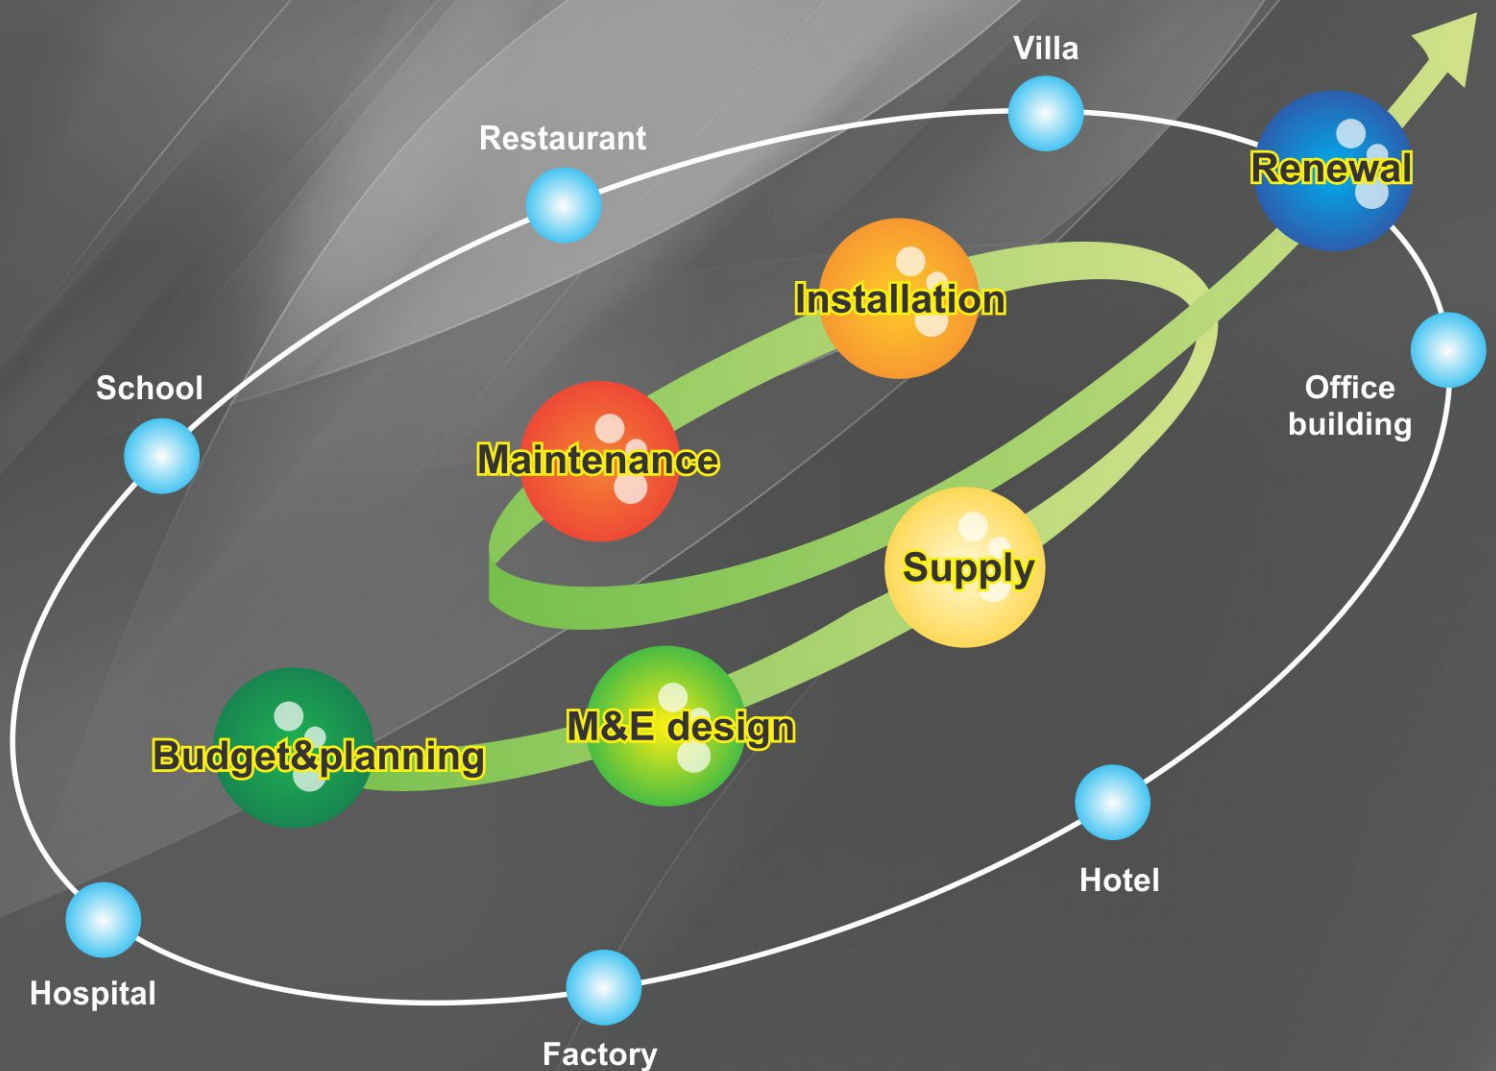 Villa
Restaurant
Renewal
Installation
School
Office
building
Maintenance
Supply
M&E design
Budget&planning
Hotel
Hospital
Factory